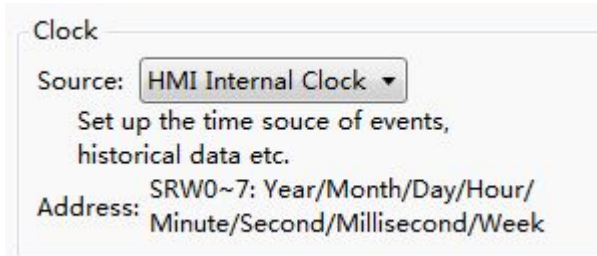 Clock
Source: HMI Internal Clock
Set up the time souce of events,
historical data etc.
Address: SRW0~7: Year/Month/Day/Hour/
Minute/Second/Millisecond/Week